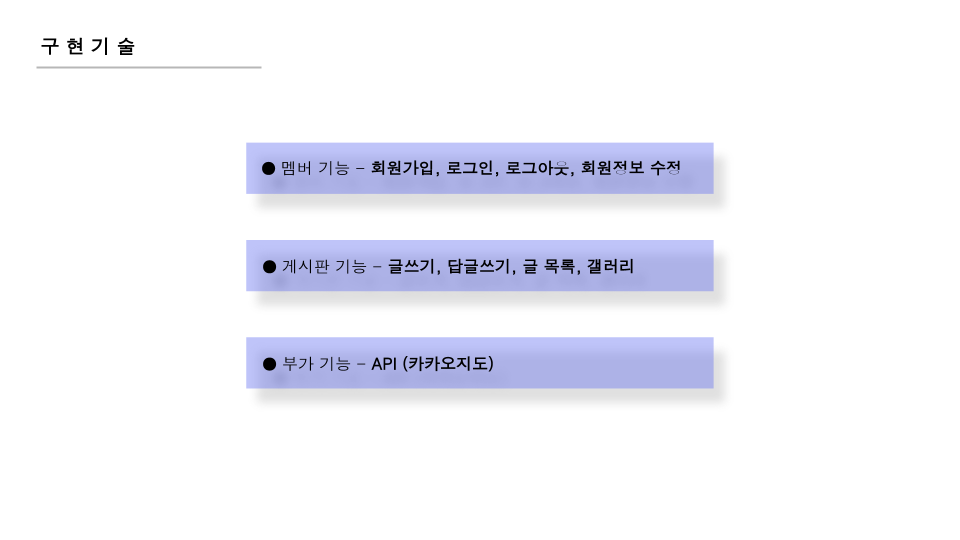 구 현 기 술
● 멤버 기능 – 회원가입, 로그인, 로그아웃, 회원정보 수정
● 게시판 기능 – 글쓰기, 답글쓰기, 글 목록, 갤러리
● 부가 기능 – API (카카오지도)